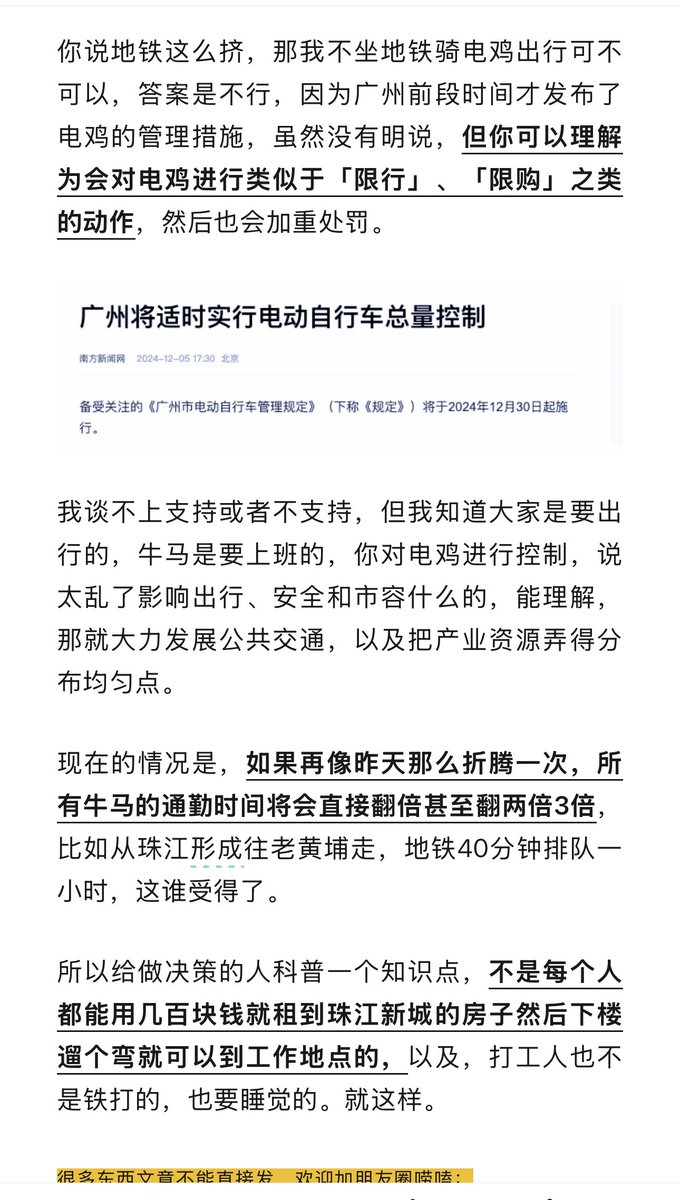 你说地铁这么挤，那我不坐地铁骑电鸡出行可不
可以，答案是不行，因为广州前段时间才发布了
电鸡的管理措施，虽然没有明说，但你可以理解
为会对电鸡进行类似于「限行」、「限购」之类
的动作，然后也会加重处罚。
广州将适时实行电动自行车总量控制
南方新闻网 2024-12-05 17:30 北京
备受关注的《广州市电动自行车管理规定》（下称《规定》）将于2024年12月30日起施
行。
我谈不上支持或者不支持，但我知道大家是要出
行的，牛马是要上班的，你对电鸡进行控制，说
太乱了影响出行、安全和市容什么的，能理解，
那就大力发展公共交通，以及把产业资源弄得分
布均匀点。
现在的情况是，如果再像昨天那么折腾一次，所
有牛马的通勤时间将会直接翻倍甚至翻两倍3倍，
比如从珠江形成往老黄埔走，地铁40分钟排队一
小时，这谁受得了。
所以给做决策的人科普一个知识点，不是每个人
都能用几百块钱就租到珠江新城的房子然后下楼
遛个弯就可以到工作地点的，以及，打工人也不
是铁打的，也要睡觉的。就这样。
很多东西文章不能直接发，欢迎加朋友圈唠嗑：